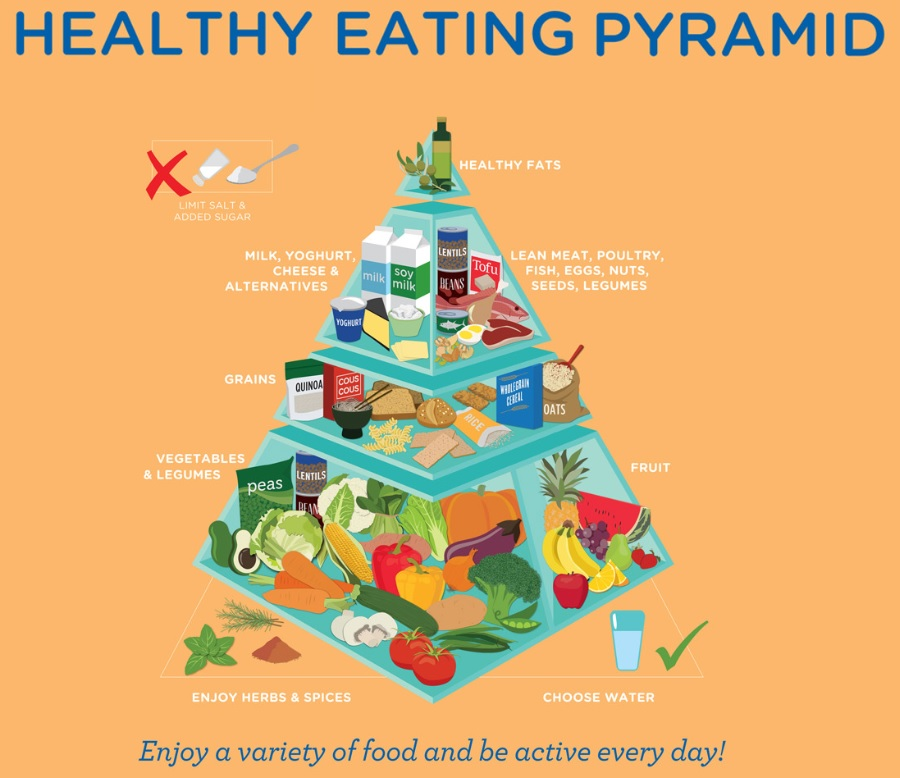 HEALTHY EATING PYRAMID
HEALTHY FATS
LIMIT SALT &
ADDED SUGAR
MILK, YOGHURT,
CHEESE &
ALTERNATIVES
milk
soy
milk
YOGHURT
LENTILS
BEANS
Tofu
LEAN MEAT, POULTRY,
FISH, EGGS, NUTS,
SEEDS, LEGUMES
GRAINS
QUINOA
COUS
COUS
RICE
WHOLEGRAIN
CEREAL
OATS
VEGETABLES
& LEGUMES
peas
LENTILS
BEAN
FRUIT
ENJOY HERBS & SPICES
CHOOSE WATER
Enjoy a variety of food and be active every day!